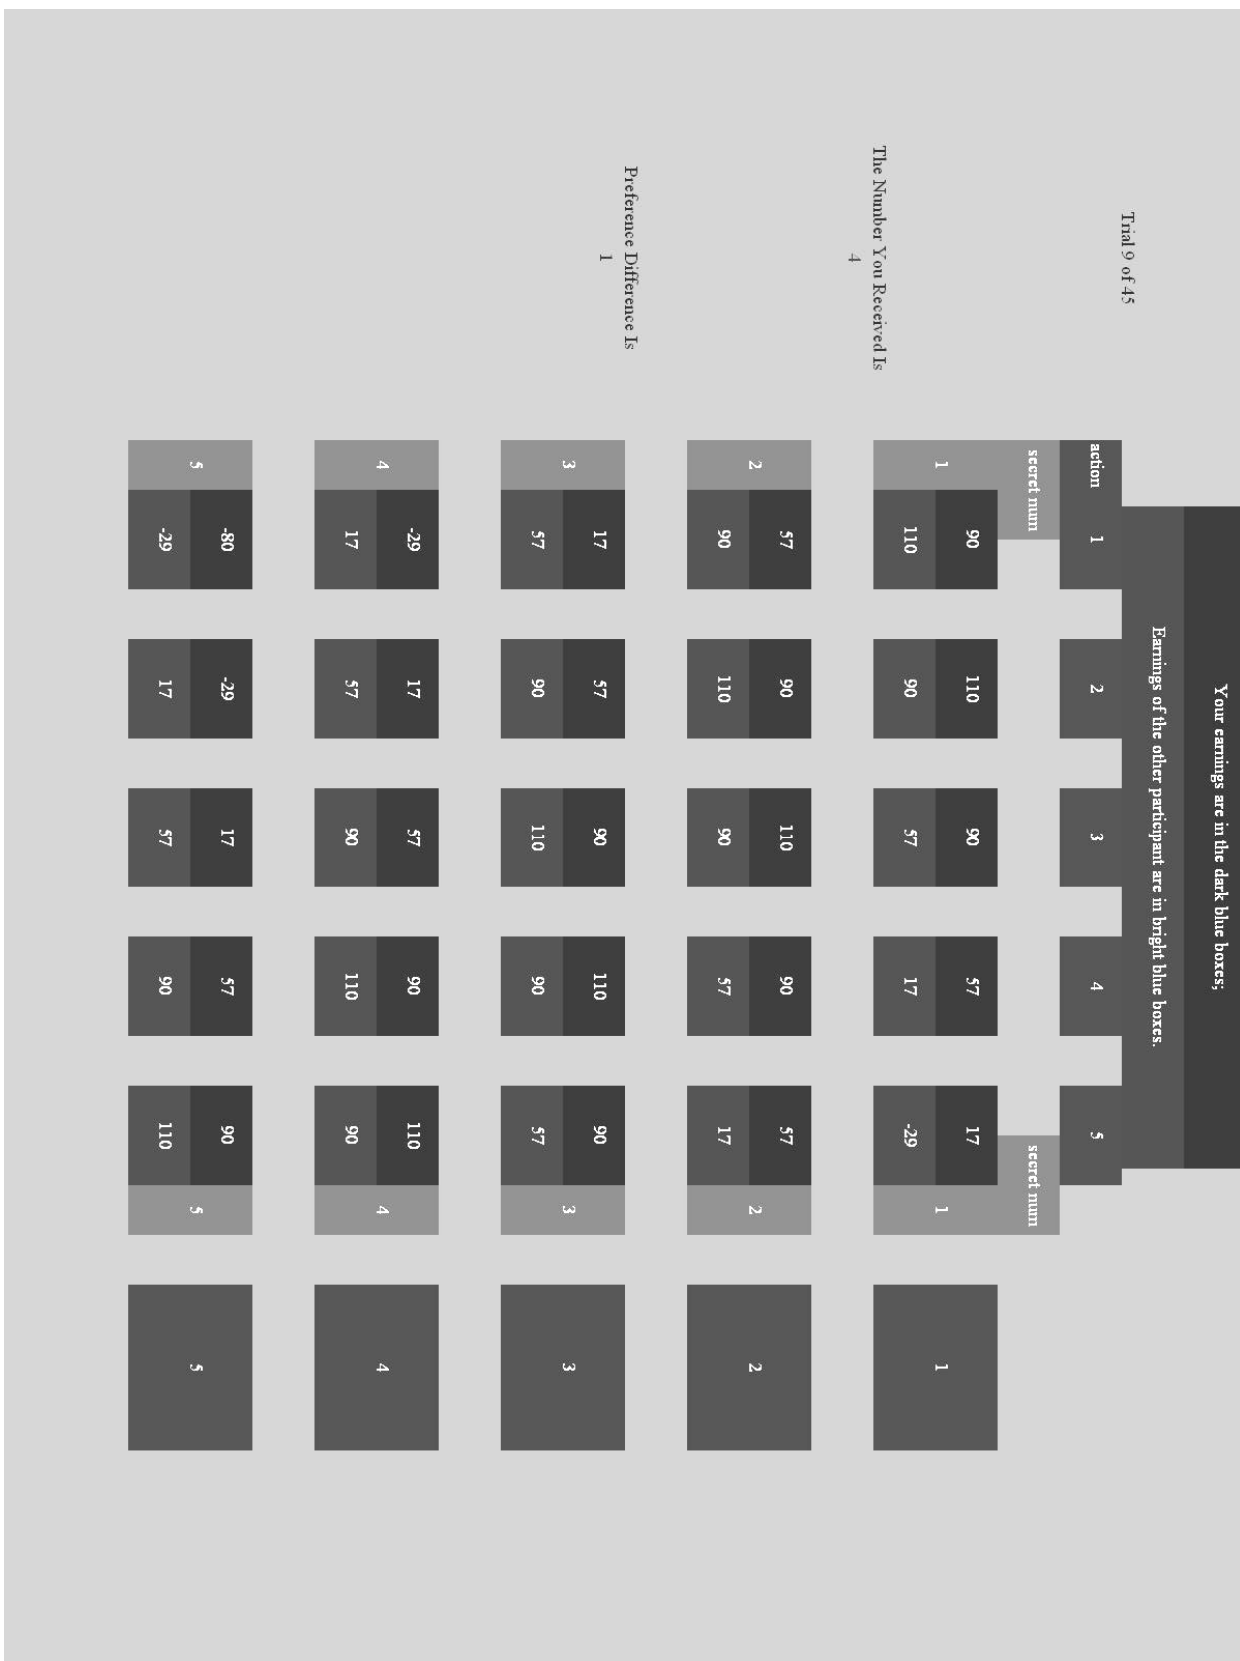 Your earnings are in the dark blue boxes;
Earnings of the other participant are in bright blue boxes.
Trial 9 of 45
action 1 2 3 4 5
secret num secret num
90 110 90 57 17
1 1 1
110 90 57 17 -29
The Number You Received Is
4
57 90 110 90 57
2 2 2
90 110 90 57 17
Preference Difference Is
1
17 57 90 110 90
3 3 3
57 90 110 90 57
-29 17 57 90 110
4 4 4
17 57 90 110 90
-80 -29 17 57 90
5 5 5
-29 17 57 90 110